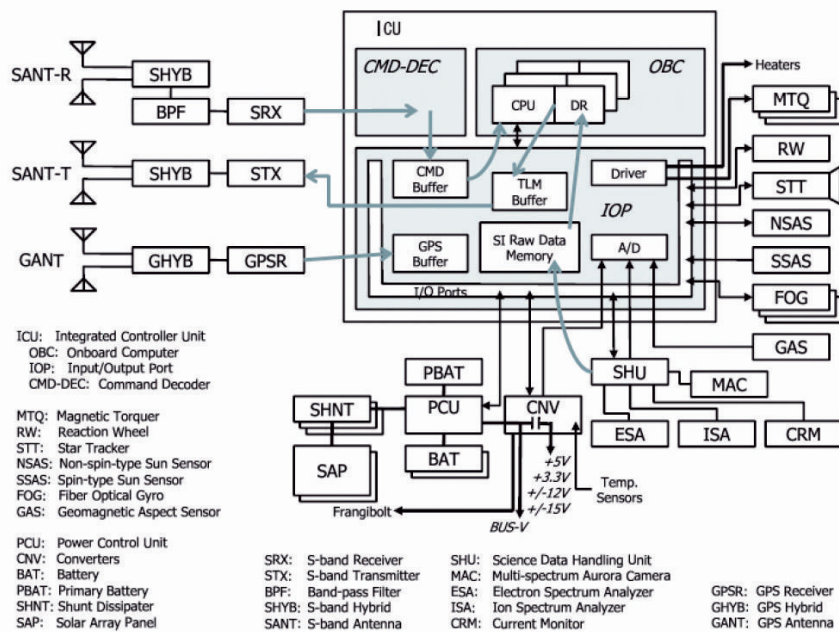 ICU
SANT-R
SHYB
BPF
SRX
CMD-DEC
OBC
CPU
DR
Heaters
MTQ
SANT-T
SHYB
STX
CMD Buffer
TLM Buffer
Driver
IOP
RW
STT
NSAS
GANT
GHYB
GPSR
GPS Buffer
SI Raw Data Memory
A/D
SSAS
FOG
I/O Ports
GAS
ICU: Integrated Controller Unit
OBC: Onboard Computer
IOP: Input/Output Port
CMD-DEC: Command Decoder
PBAT
SHU
MAC
SHNT
PCU
CNV
ESA
ISA
CRM
SAP
BAT
+5V
+3.3V
+/-12V
+/-15V
Temp.
Sensors
Frangibolt
BUS-V
MTQ: Magnetic Torquer
RW: Reaction Wheel
STT: Star Tracker
NSAS: Non-spin-type Sun Sensor
SSAS: Spin-type Sun Sensor
FOG: Fiber Optical Gyro
GAS: Geomagnetic Aspect Sensor
PCU: Power Control Unit
CNV: Converters
BAT: Battery
PBAT: Primary Battery
SHNT: Shunt Dissipater
SAP: Solar Array Panel
SRX: S-band Receiver
STX: S-band Transmitter
BPF: Band-pass Filter
SHYB: S-band Hybrid
SANT: S-band Antenna
SHU: Science Data Handling Unit
MAC: Multi-spectrum Aurora Camera
ESA: Electron Spectrum Analyzer
ISA: Ion Spectrum Analyzer
CRM: Current Monitor
GPSR: GPS Receiver
GHYB: GPS Hybrid
GANT: GPS Antenna